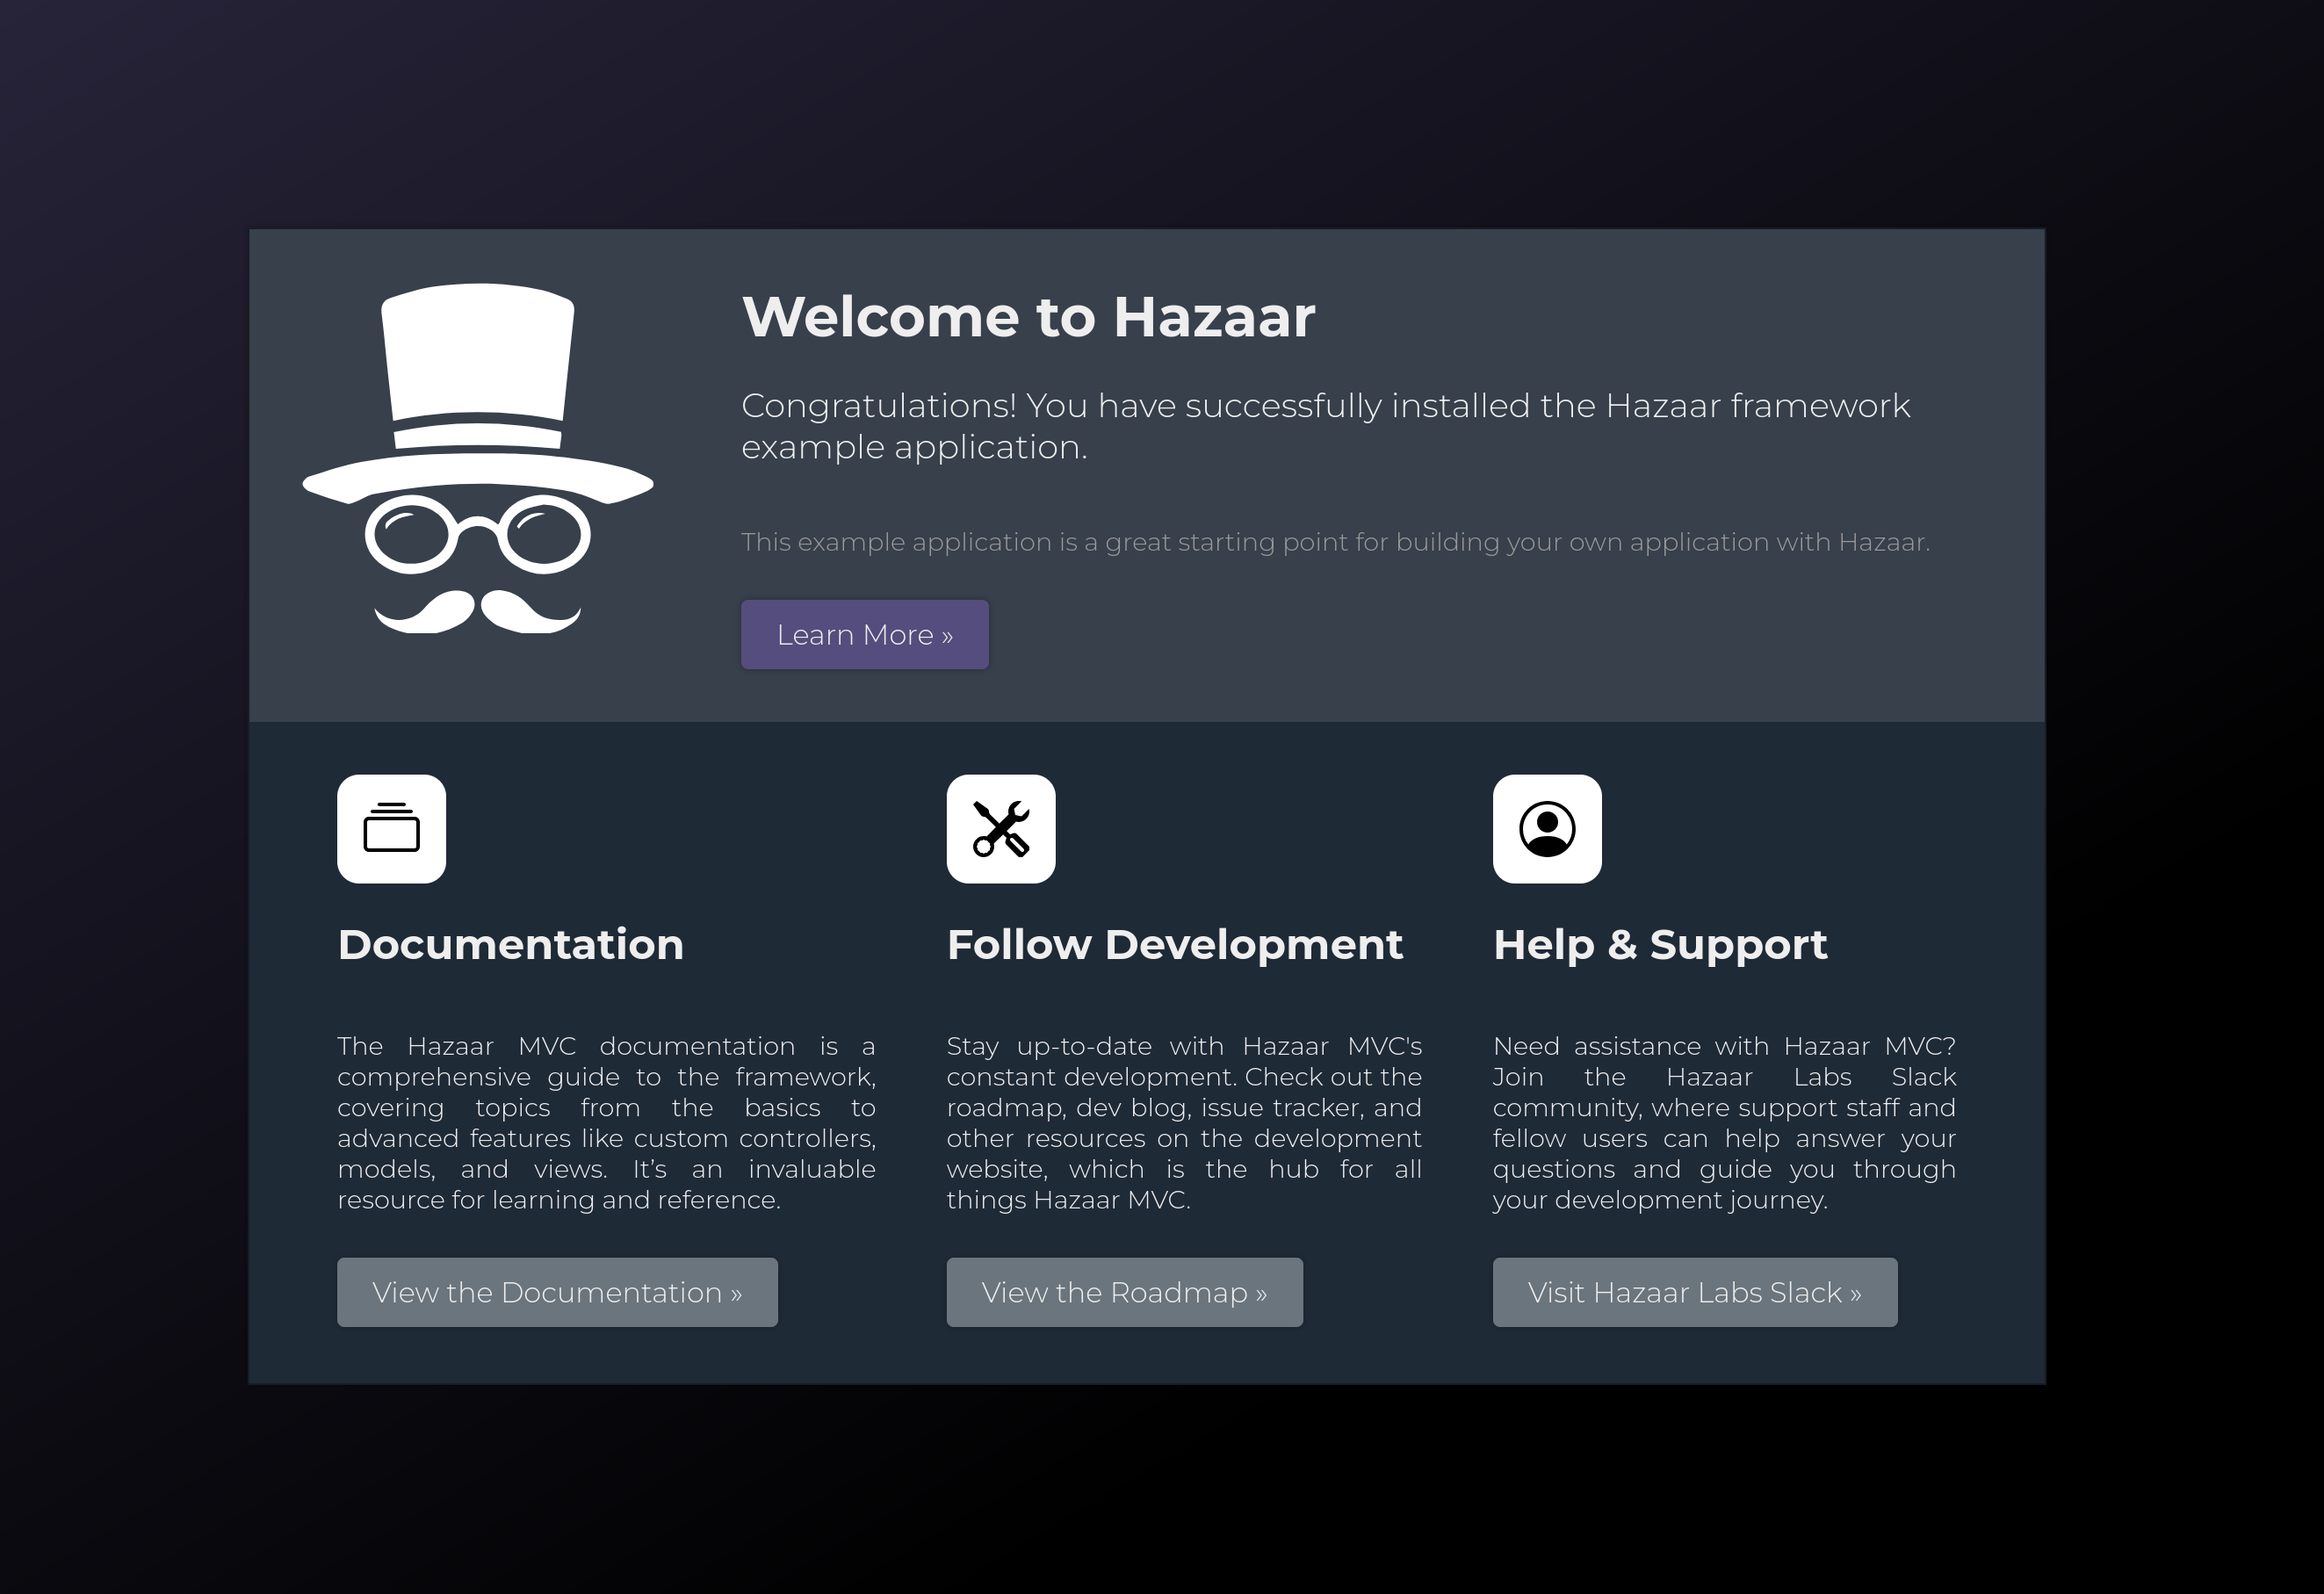 Welcome to Hazaar
Congratulations! You have successfully installed the Hazaar framework
example application.
This example application is a great starting point for building your own application with Hazaar.
Learn More »
Documentation
The Hazaar MVC documentation is a
comprehensive guide to the framework,
covering topics from the basics to
advanced features like custom controllers,
models, and views. It’s an invaluable
resource for learning and reference.
View the Documentation »
Follow Development
Stay up-to-date with Hazaar MVC's
constant development. Check out the
roadmap, dev blog, issue tracker, and
other resources on the development
website, which is the hub for all
things Hazaar MVC.
View the Roadmap »
Help & Support
Need assistance with Hazaar MVC?
Join the Hazaar Labs Slack
community, where support staff and
fellow users can help answer your
questions and guide you through
your development journey.
Visit Hazaar Labs Slack »